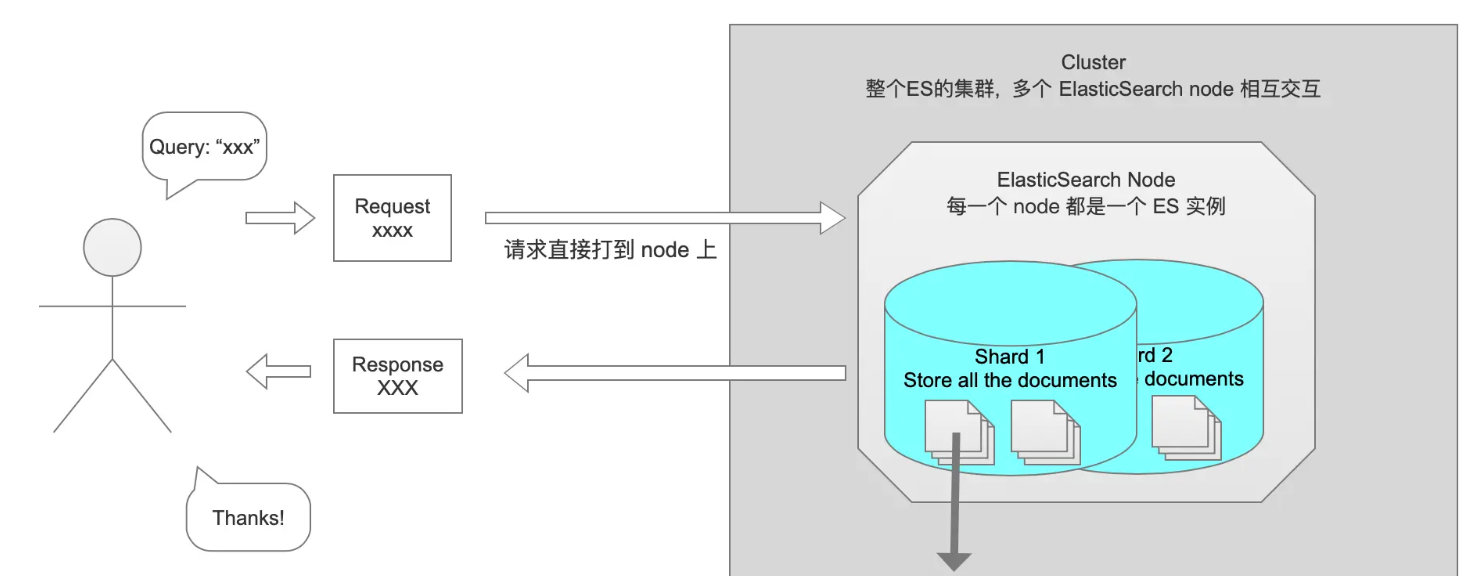 Cluster
整个ES的集群, 多个 ElasticSearch node 相互交互
Query: “xxx”
ElasticSearch Node
每一个 node 都是一个 ES 实例
Request
xxxx
请求直接打到 node 上
Response
XXX
Shard 1
Store all the documents
rd 2
documents
Thanks!